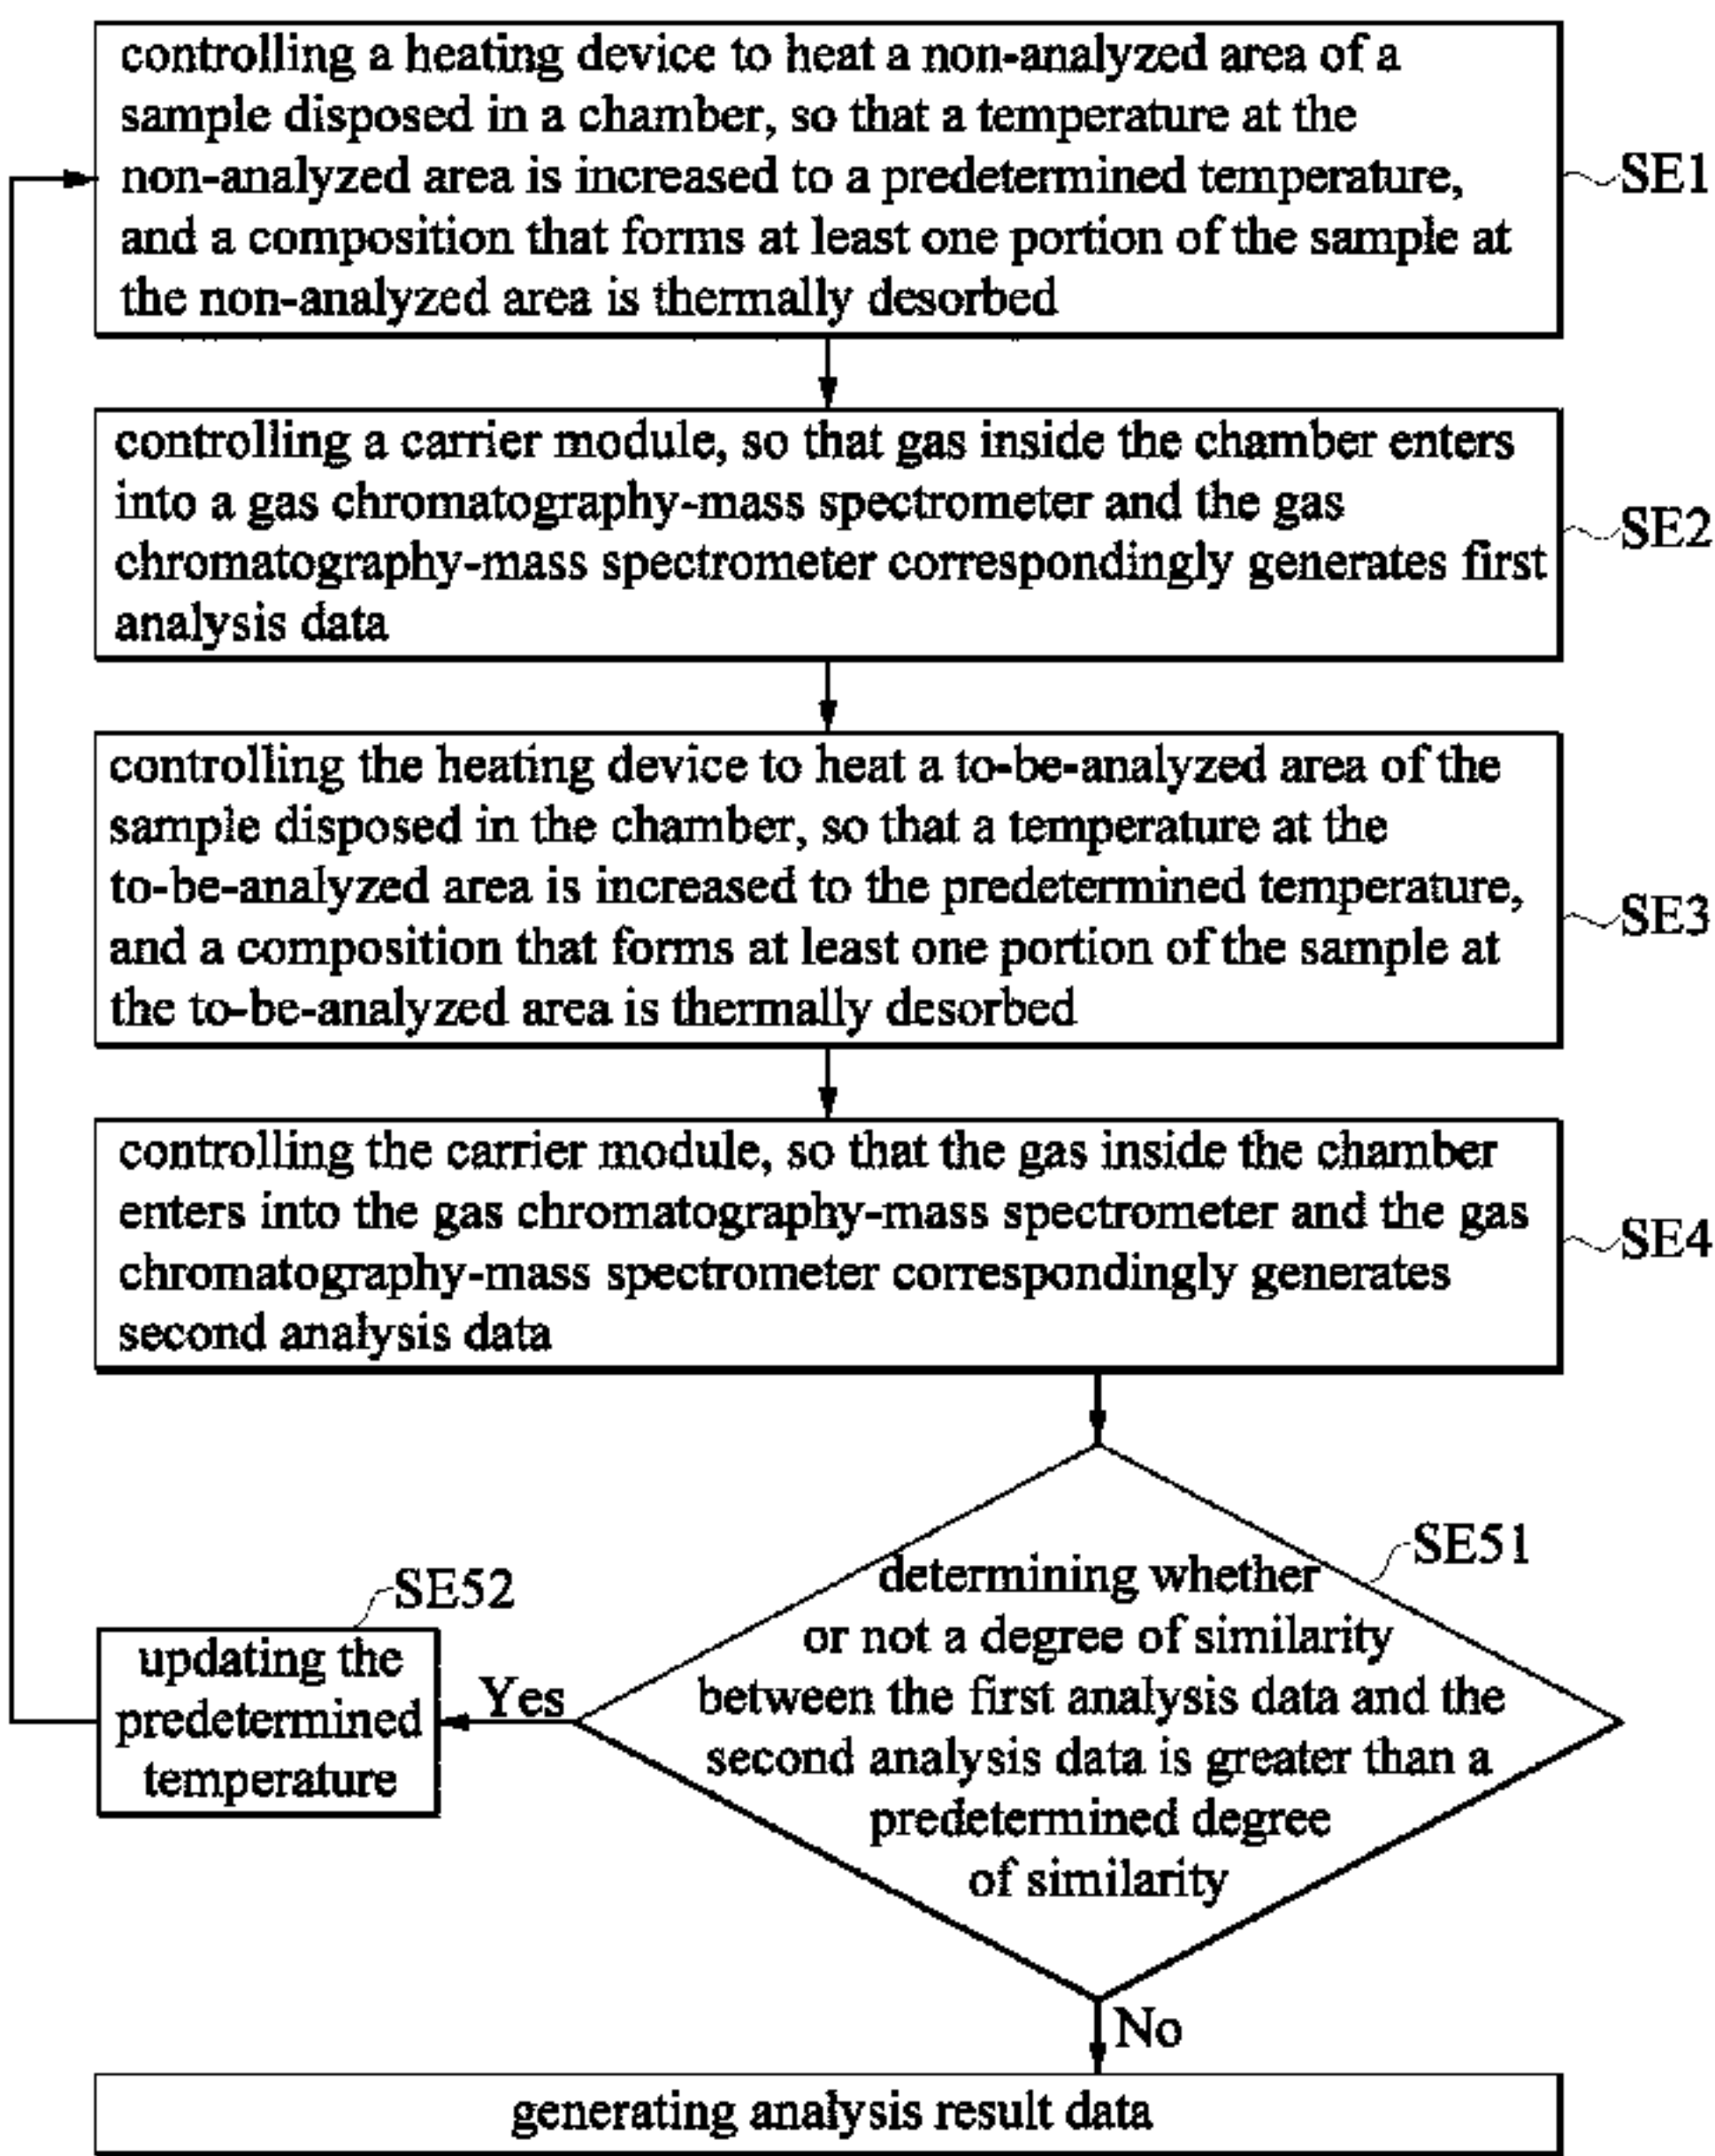 controlling a heating device to heat a non-analyzed area of a
sample disposed in a chamber, so that a temperature at the
non-analyzed area is increased to a predetermined temperature,
and a composition that forms at least one portion of the sample at
the non-analyzed area is thermally desorbed
SE1
controlling a carrier module, so that gas inside the chamber enters
into a gas chromatography-mass spectrometer and the gas
chromatography-mass spectrometer correspondingly generates first
analysis data
SE2
controlling the heating device to heat a to-be-analyzed area of the
sample disposed in the chamber, so that a temperature at the
to-be-analyzed area is increased to the predetermined temperature,
and a composition that forms at least one portion of the sample at
the to-be-analyzed area is thermally desorbed
SE3
controlling the carrier module, so that the gas inside the chamber
enters into the gas chromatography-mass spectrometer and the gas
chromatography-mass spectrometer correspondingly generates
second analysis data
SE4
SE51
determining whether
or not a degree of similarity
between the first analysis data and the
second analysis data is greater than a
predetermined degree
of similarity
Yes
SE52
updating the
predetermined
temperature
No
generating analysis result data